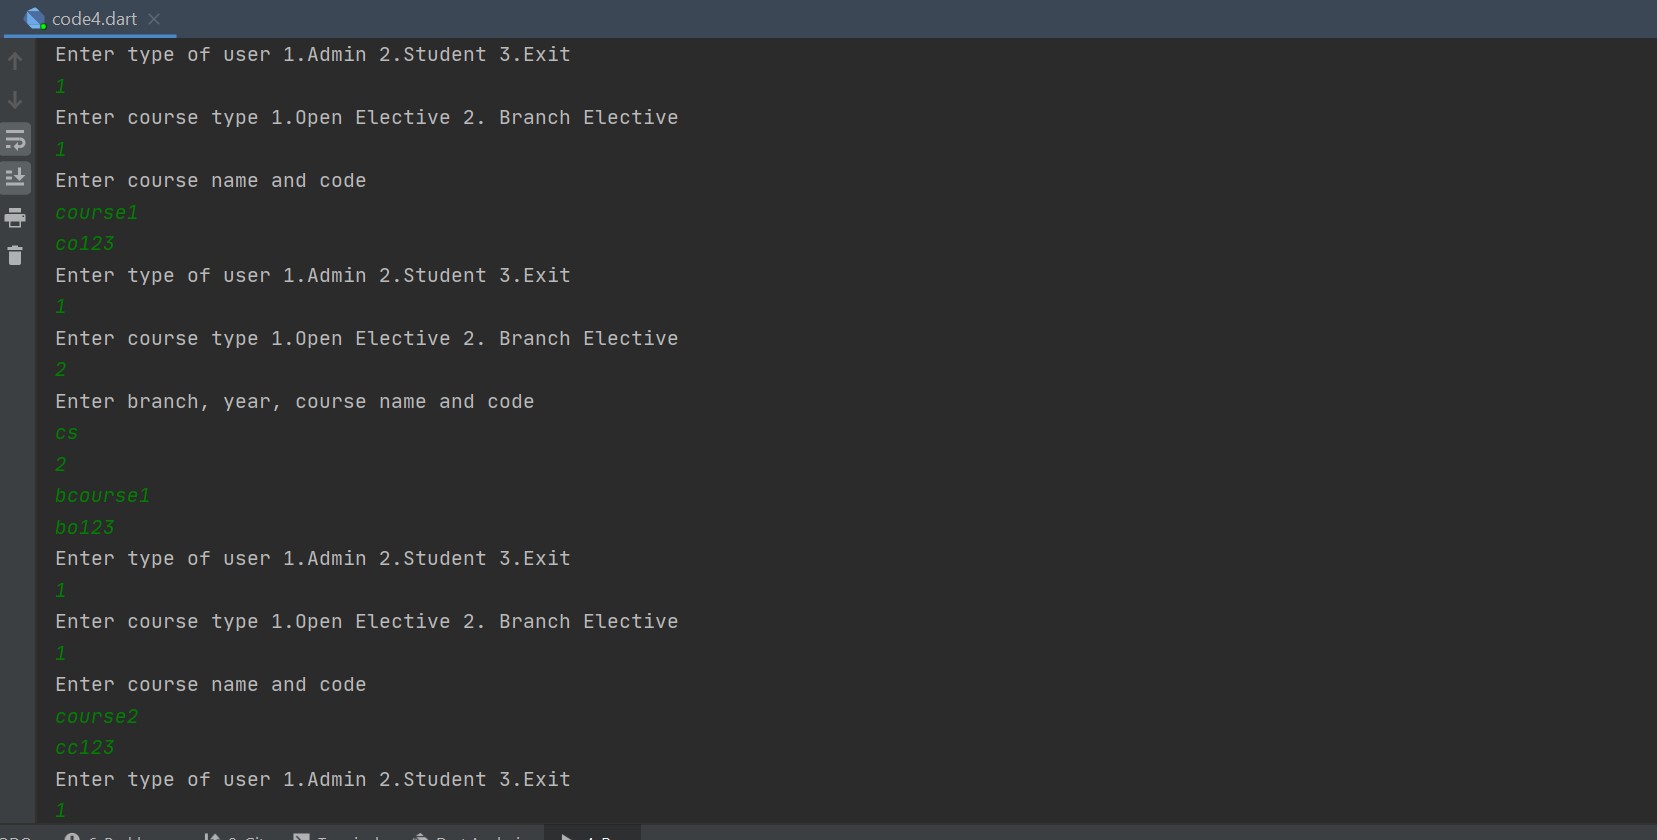 code4.dart
Enter type of user 1.Admin 2.Student 3.Exit
1
Enter course type 1.Open Elective 2. Branch Elective
1
Enter course name and code
course1
co123
Enter type of user 1.Admin 2.Student 3.Exit
1
Enter course type 1.Open Elective 2. Branch Elective
2
Enter branch, year, course name and code
cs
2
bcourse1
bo123
Enter type of user 1.Admin 2.Student 3.Exit
1
Enter course type 1.Open Elective 2. Branch Elective
1
Enter course name and code
course2
cc123
Enter type of user 1.Admin 2.Student 3.Exit
1